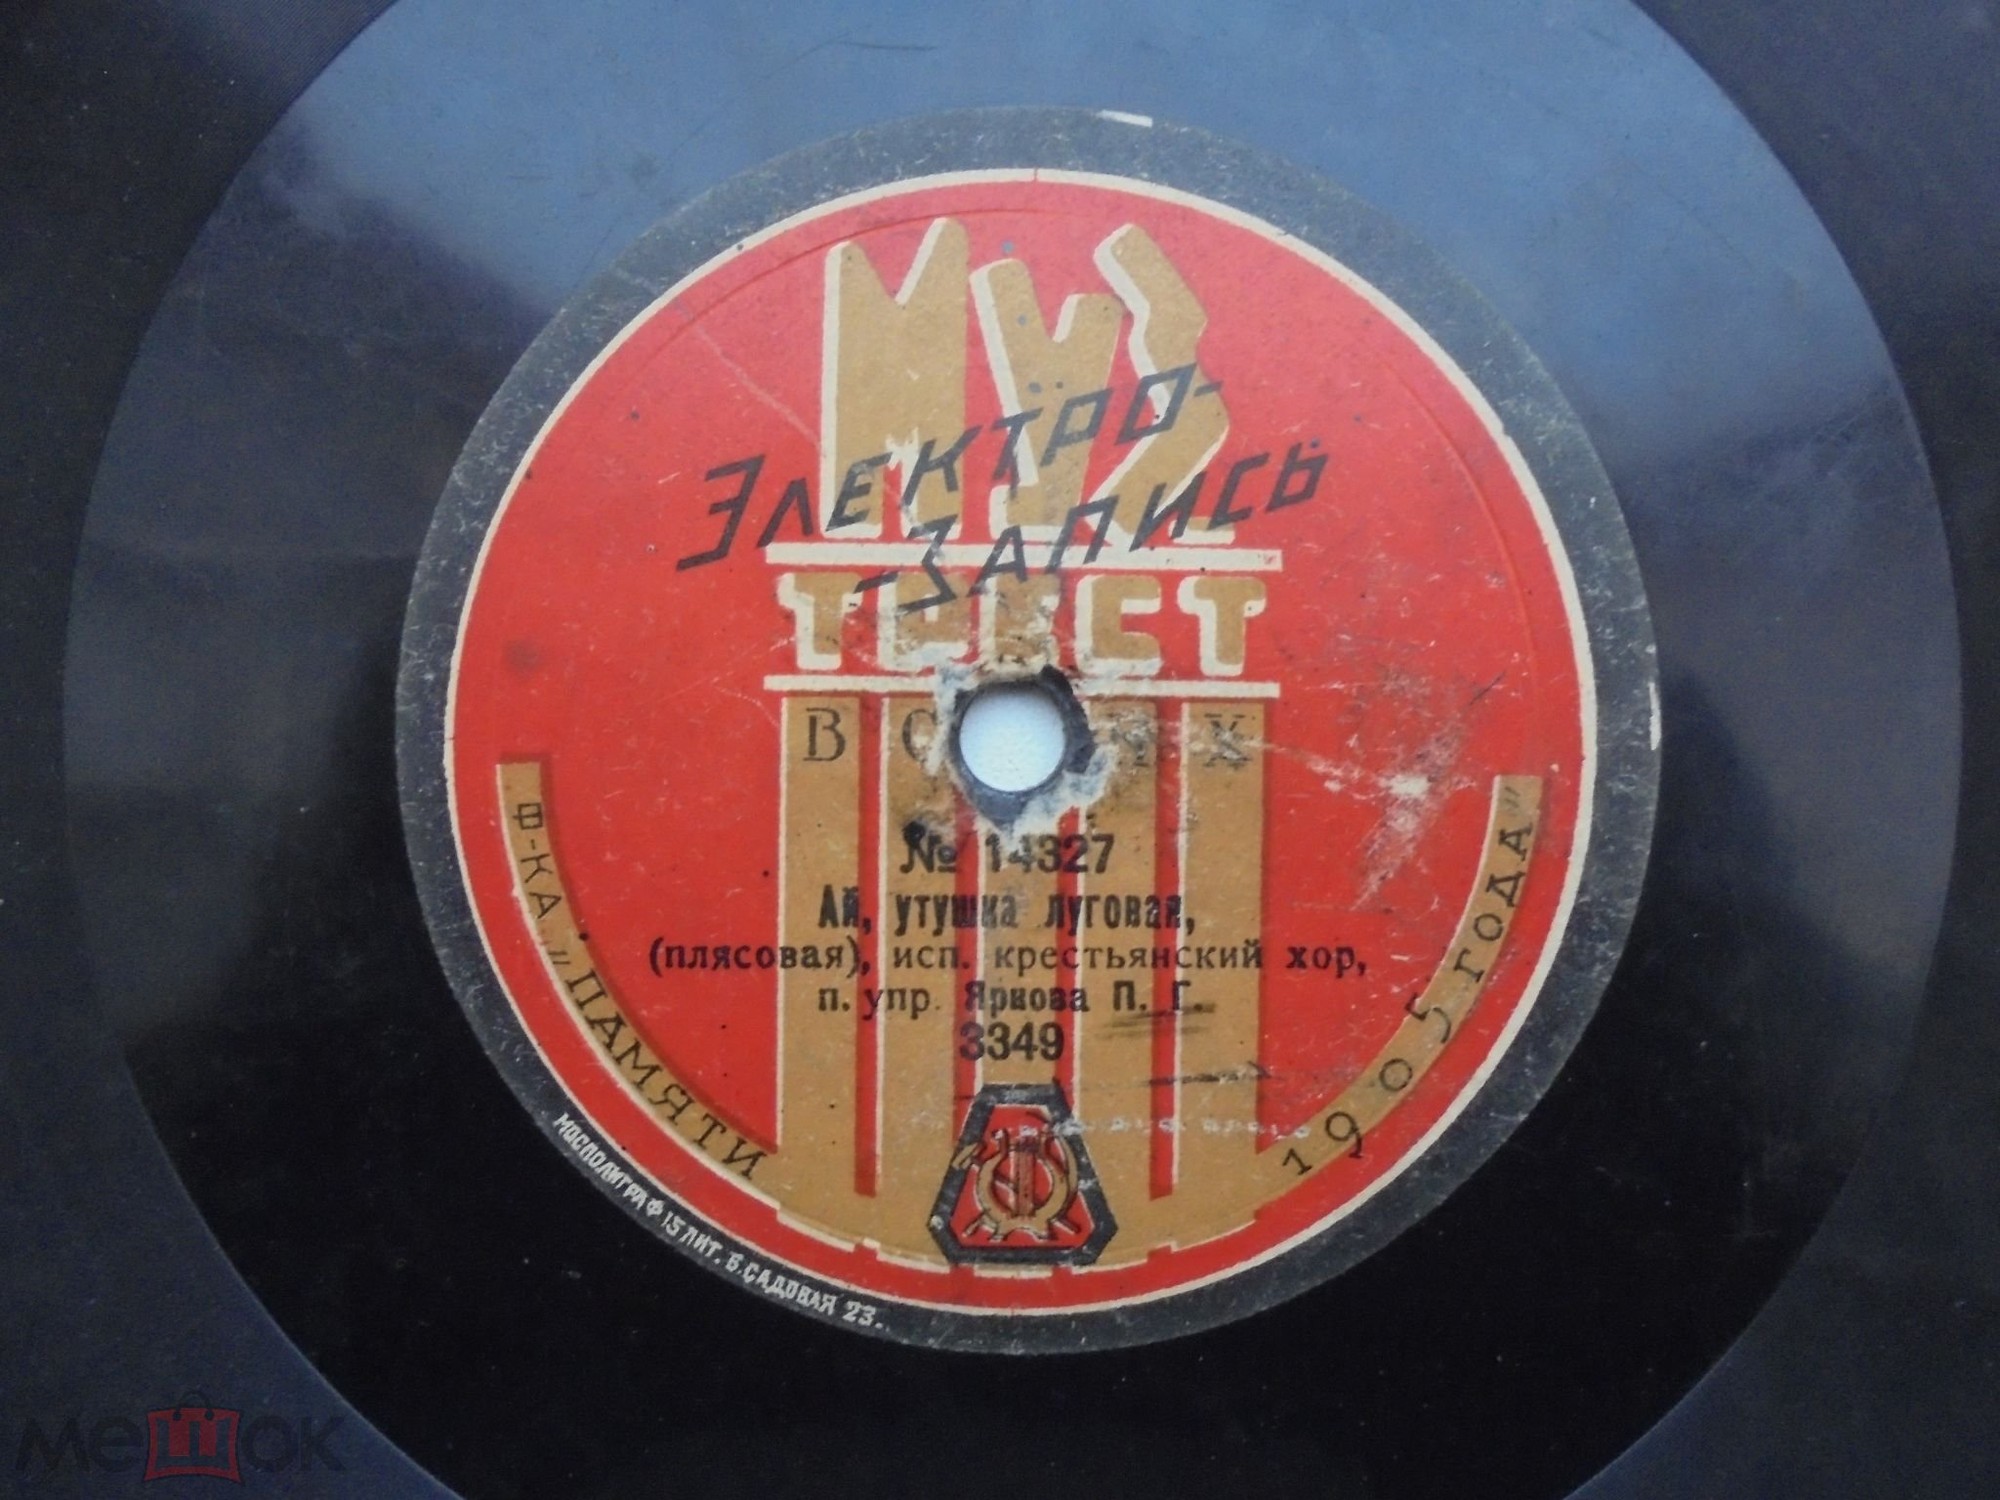 МУЗ
ЭЛЕКТРО-
-ЗАПИСЬ
ТРЕСТ
№ 14327
Ай, утушка луговая,
(плясовая), исп. крестьянский хор,
п. упр. Яркова П. Г.
3349
Ф-КА „ПАМЯТИ 1905 ГОДА"
МОСПОЛИГРАФ 15 ЛИТ. Б. САДОВАЯ 23.
мешок